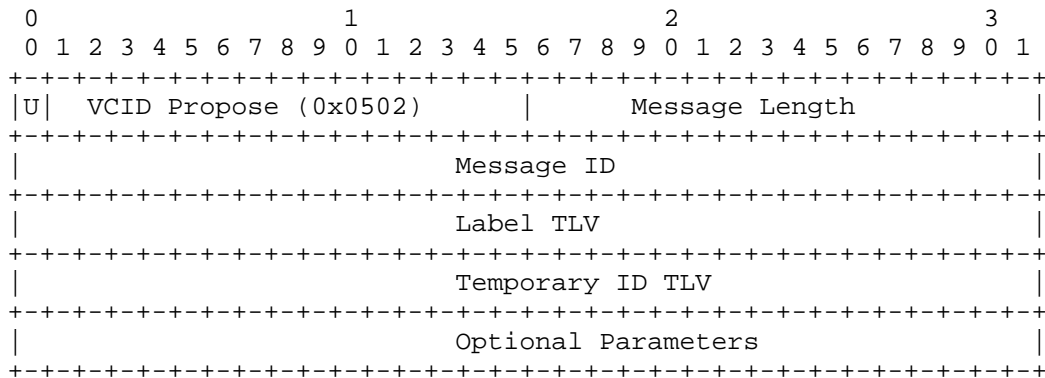 0                   1                   2                   3
 0 1 2 3 4 5 6 7 8 9 0 1 2 3 4 5 6 7 8 9 0 1 2 3 4 5 6 7 8 9 0 1
+-+-+-+-+-+-+-+-+-+-+-+-+-+-+-+-+-+-+-+-+-+-+-+-+-+-+-+-+-+-+-+-+
|U|  VCID Propose (0x0502)      |      Message Length           |
+-+-+-+-+-+-+-+-+-+-+-+-+-+-+-+-+-+-+-+-+-+-+-+-+-+-+-+-+-+-+-+-+
|                           Message ID                          |
+-+-+-+-+-+-+-+-+-+-+-+-+-+-+-+-+-+-+-+-+-+-+-+-+-+-+-+-+-+-+-+-+
|                           Label TLV                           |
+-+-+-+-+-+-+-+-+-+-+-+-+-+-+-+-+-+-+-+-+-+-+-+-+-+-+-+-+-+-+-+-+
|                           Temporary ID TLV                    |
+-+-+-+-+-+-+-+-+-+-+-+-+-+-+-+-+-+-+-+-+-+-+-+-+-+-+-+-+-+-+-+-+
|                           Optional Parameters                 |
+-+-+-+-+-+-+-+-+-+-+-+-+-+-+-+-+-+-+-+-+-+-+-+-+-+-+-+-+-+-+-+-+